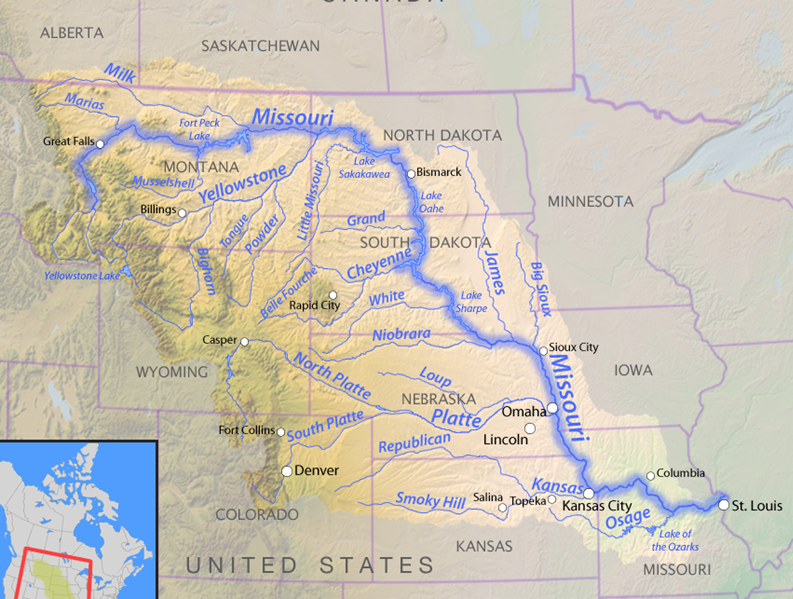 CANADA
ALBERTA
SASKATCHEWAN
Milk
Marias
Missouri
Fort Peck
Lake
Great Falls
NORTH DAKOTA
MONTANA
Lake
Sakakawea
Bismarck
Musselshell
Yellowstone
Little Missouri
Lake
Oahe
MINNESOTA
Billings
Tongue
Powder
Grand
SOUTH DAKOTA
Bighorn
Cheyenne
James
Big Sioux
Yellowstone Lake
Belle Fourche
Rapid City
White
Lake
Sharpe
Niobrara
Casper
Sioux City
WYOMING
North Platte
Loup
Missouri
IOWA
NEBRASKA
Omaha
Platte
Fort Collins
South Platte
Lincoln
Republican
Denver
Columbia
Kansas
Smoky Hill
Salina
Topeka
Kansas City
St. Louis
COLORADO
Osage
Lake of
the Ozarks
KANSAS
UNITED STATES
MISSOURI